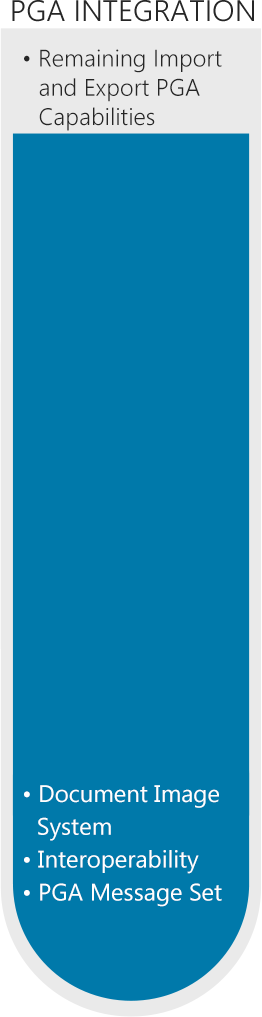 PGA INTEGRATION
• Remaining Import
and Export PGA
Capabilities
• Document Image
System
• Interoperability
• PGA Message Set